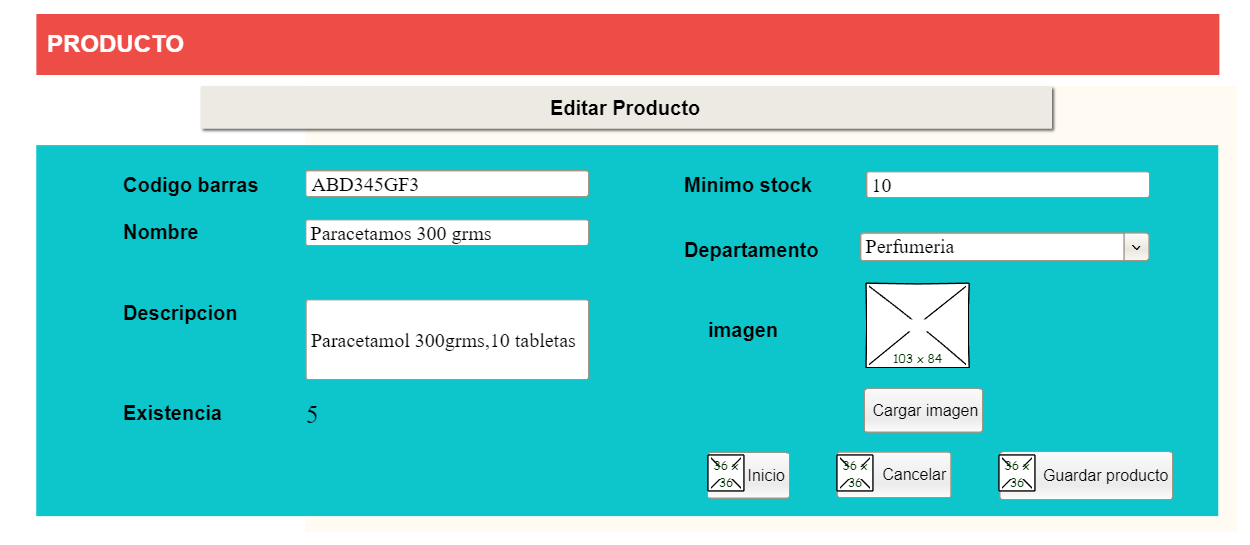 PRODUCTO
Editar Producto
Codigo barras
ABD345GF3
Minimo stock
10
Nombre
Paracetamos 300 grms
Departamento
Perfumeria
Descripcion
Paracetamol 300grms,10 tabletas
imagen
103 x 84
Existencia
5
Cargar imagen
36 x
36
Inicio
36 x
36
Cancelar
36 x
36
Guardar producto